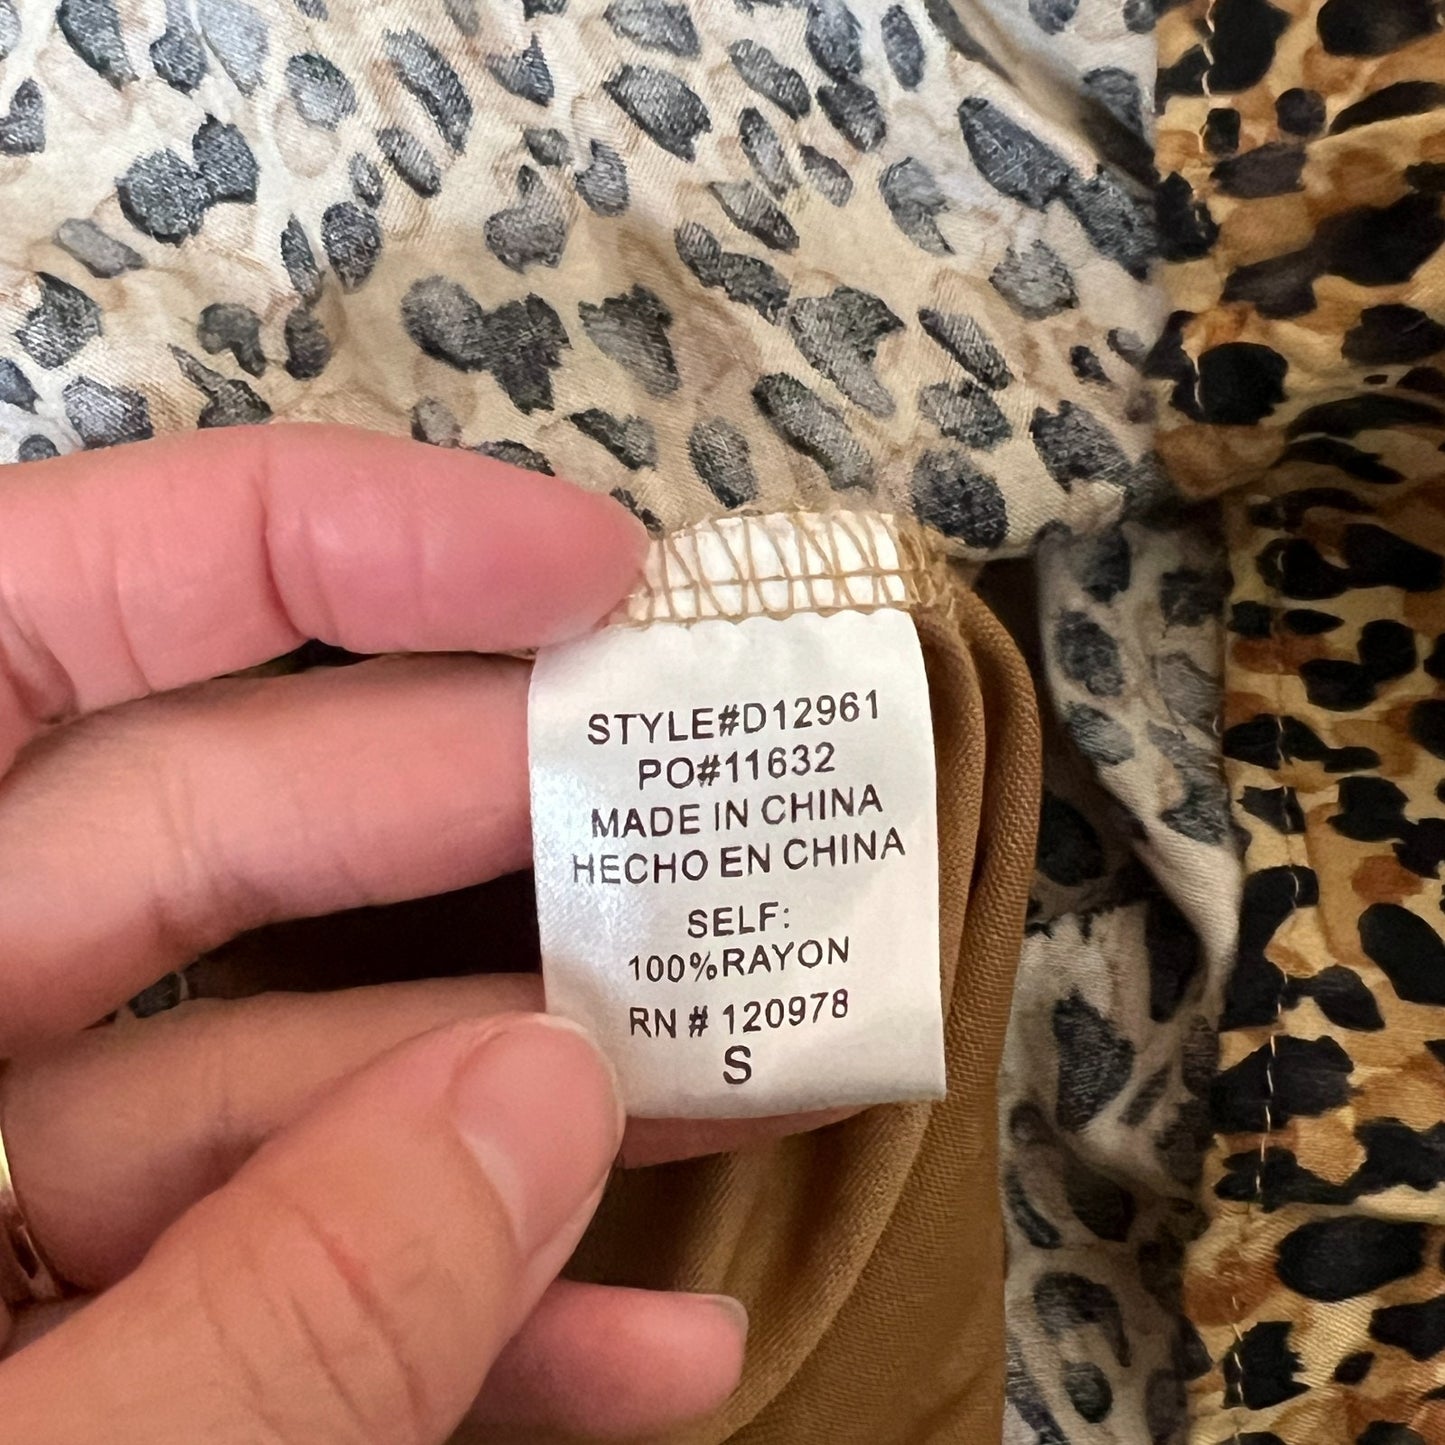 STYLE#D12961
PO#11632
MADE IN CHINA
HECHO EN CHINA
SELF:
100%RAYON
RN # 120978
S